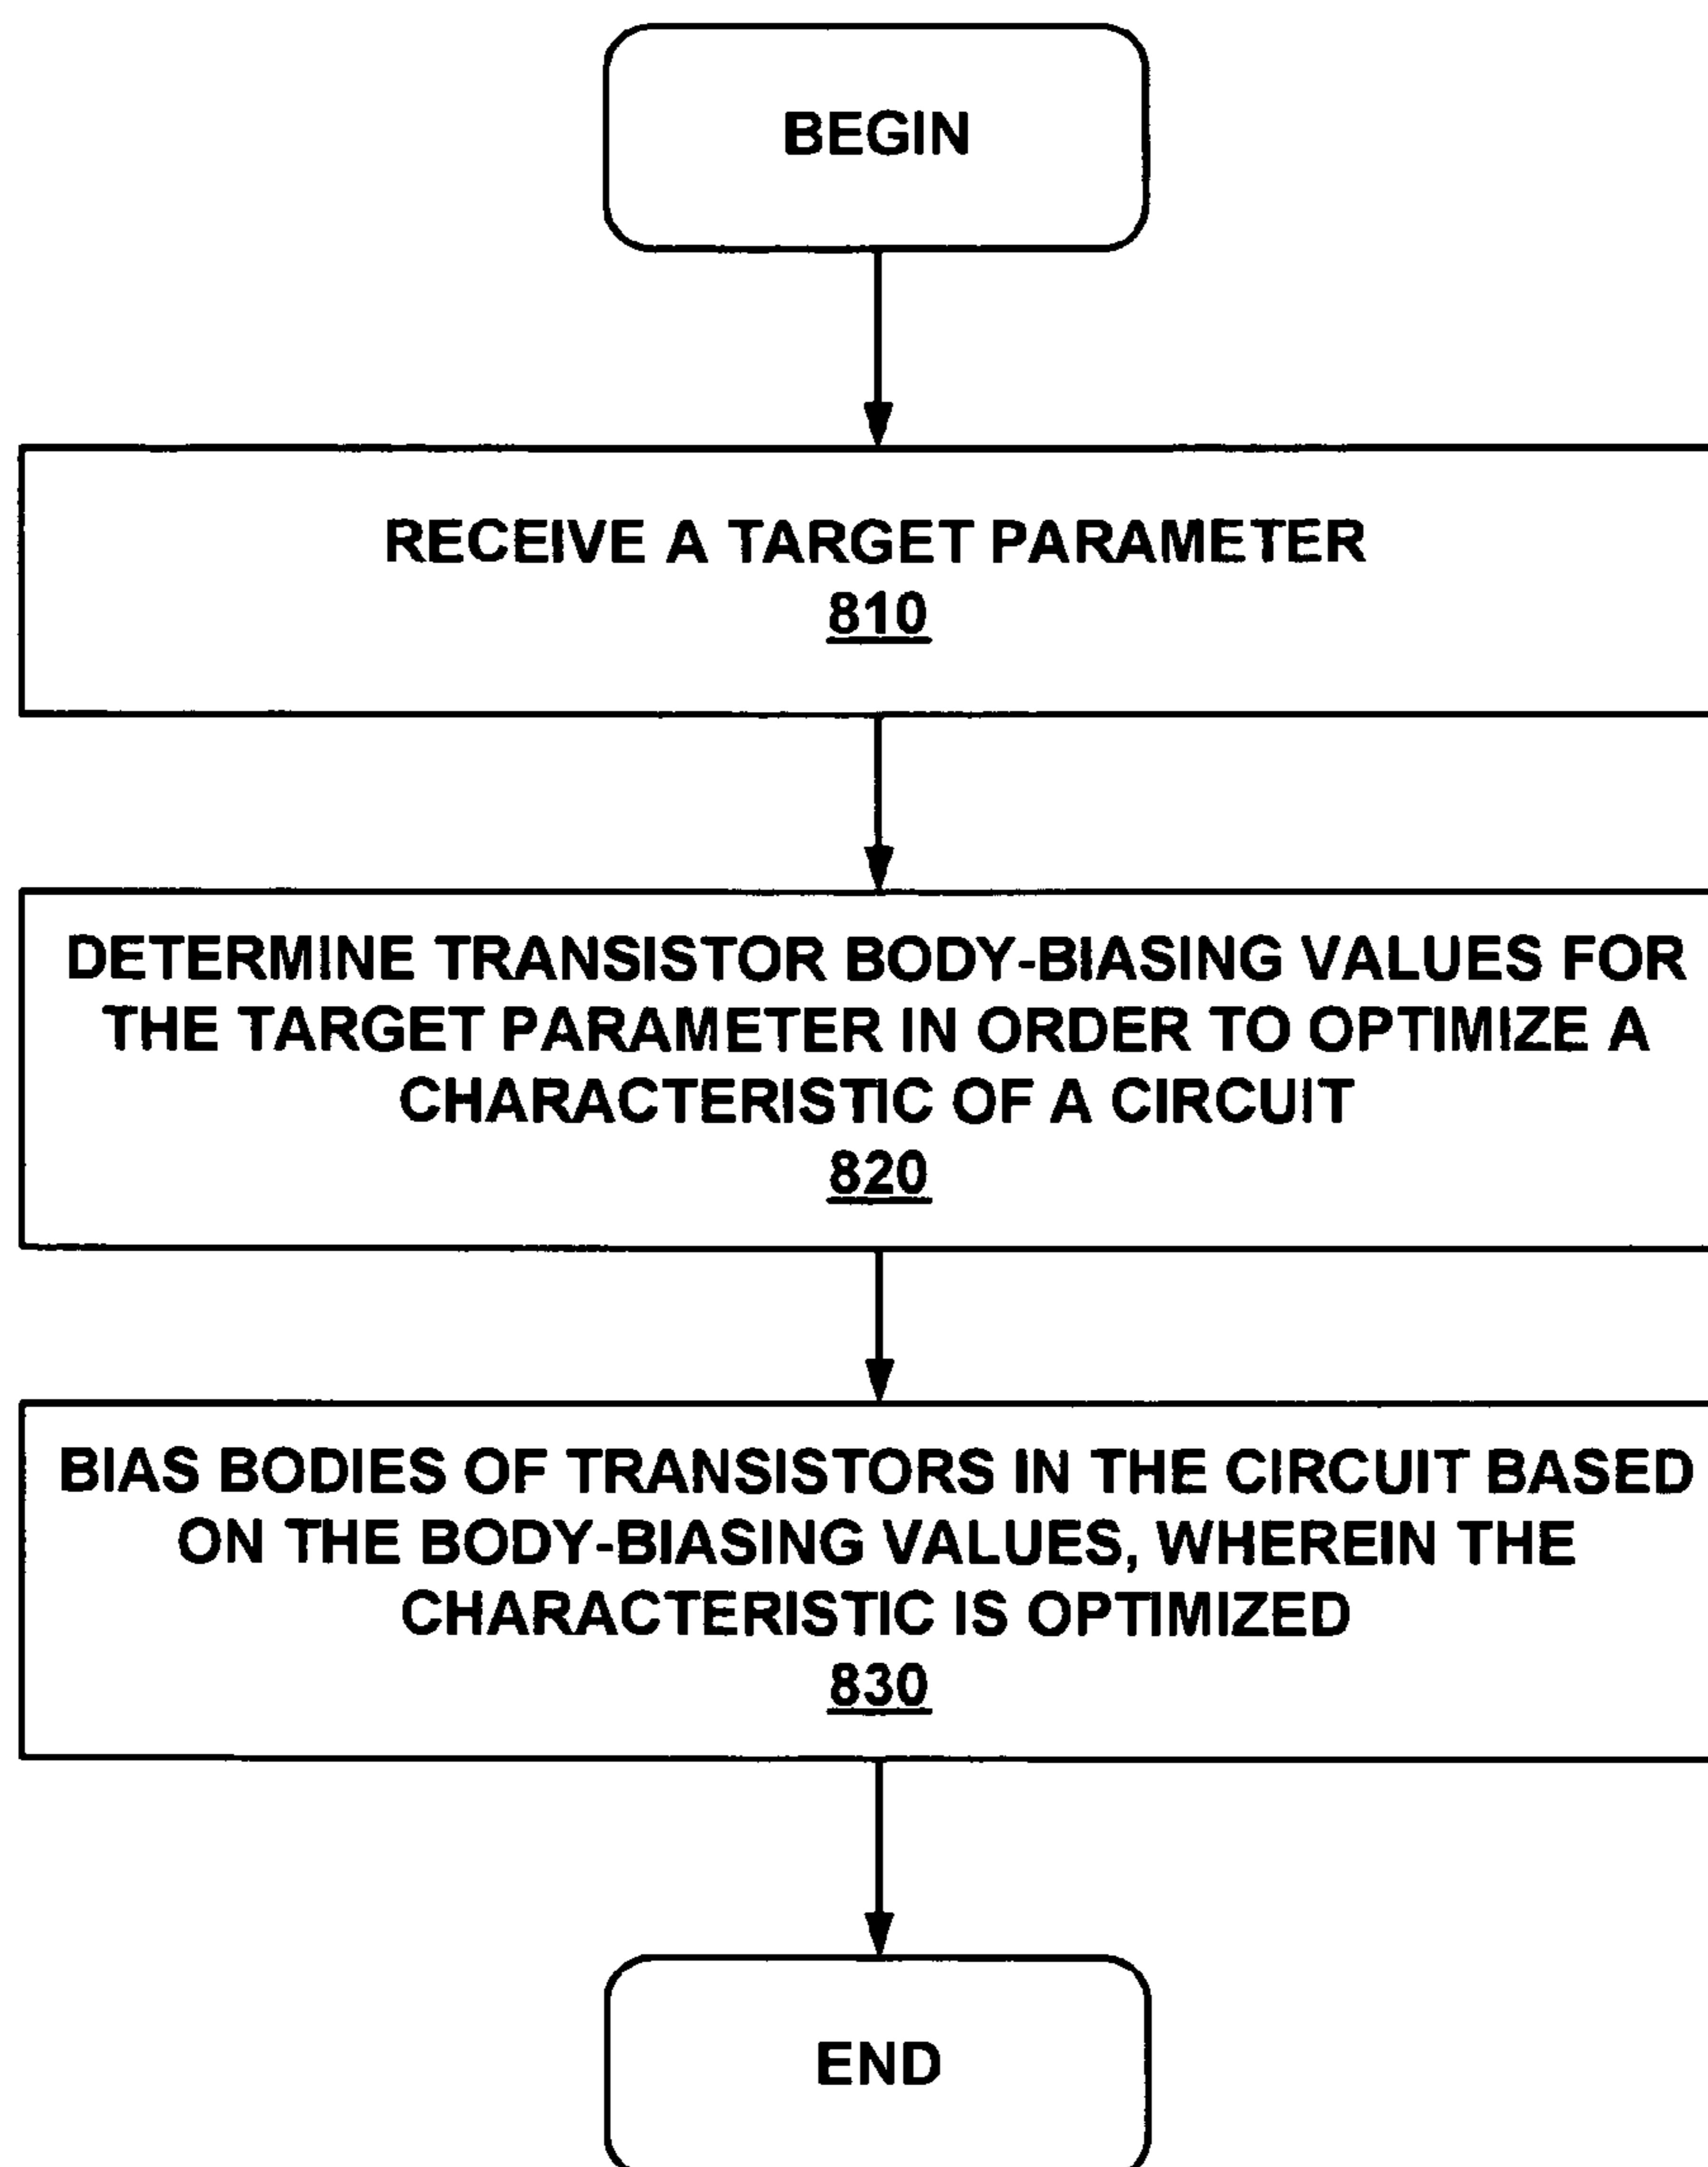 BEGIN
RECEIVE A TARGET PARAMETER
810
DETERMINE TRANSISTOR BODY-BIASING VALUES FOR
THE TARGET PARAMETER IN ORDER TO OPTIMIZE A
CHARACTERISTIC OF A CIRCUIT
820
BIAS BODIES OF TRANSISTORS IN THE CIRCUIT BASED
ON THE BODY-BIASING VALUES, WHEREIN THE
CHARACTERISTIC IS OPTIMIZED
830
END